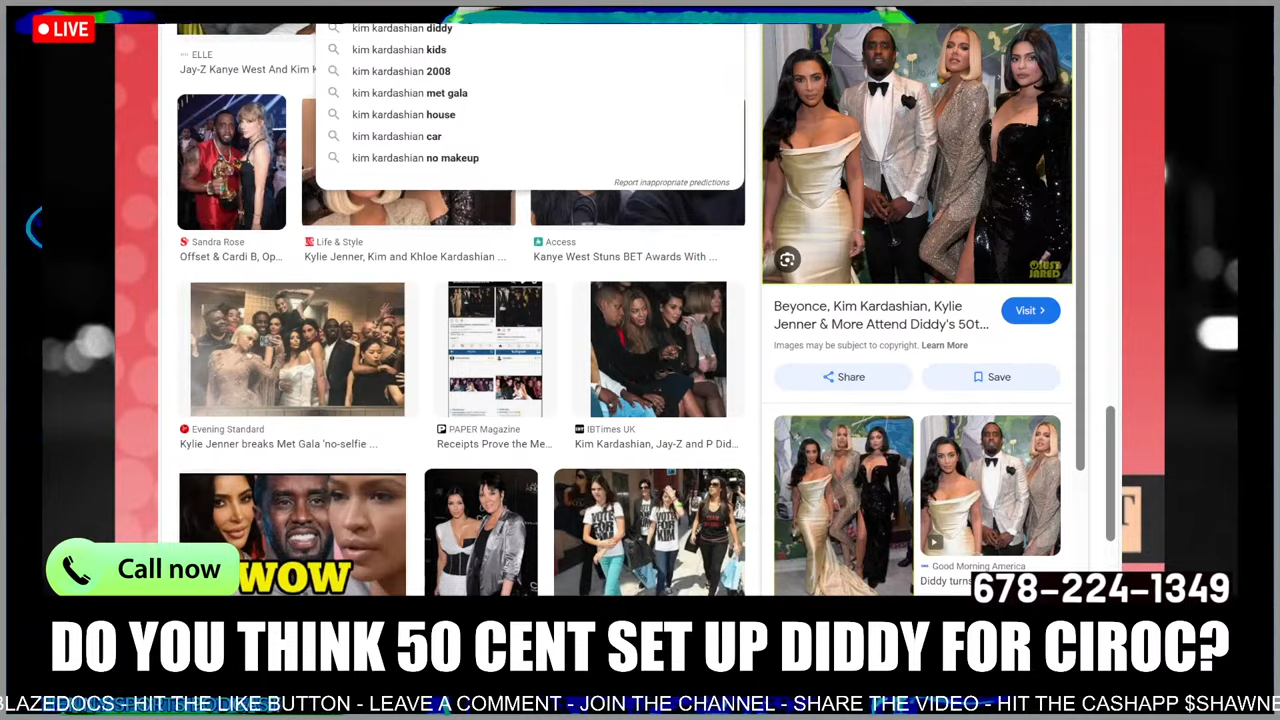 LIVE
kim kardashian diddy
kim kardashian kids
kim kardashian 2008
kim kardashian met gala
kim kardashian house
kim kardashian car
kim kardashian no makeup
Report inappropriate predictions
ELLE
Jay-Z Kanye West And Kim K
Sandra Rose
Offset & Cardi B, Op...
Life & Style
Kylie Jenner, Kim and Khloe Kardashian ...
Access
Kanye West Stuns BET Awards With ...
Evening Standard
Kylie Jenner breaks Met Gala 'no-selfie ...
PAPER Magazine
Receipts Prove the Me...
IBTimes UK
Kim Kardashian, Jay-Z and P Did...
JUST JARED
Beyonce, Kim Kardashian, Kylie
Jenner & More Attend Diddy's 50t...
Visit
Images may be subject to copyright. Learn More
Share
Save
Good Morning America
Diddy turns
WOW
Call now
678-224-1349
DO YOU THINK 50 CENT SET UP DIDDY FOR CIROC?
BLAZEDOCS - HIT THE LIKE BUTTON - LEAVE A COMMENT - JOIN THE CHANNEL - SHARE THE VIDEO - HIT THE CASHAPP $SHAWNE